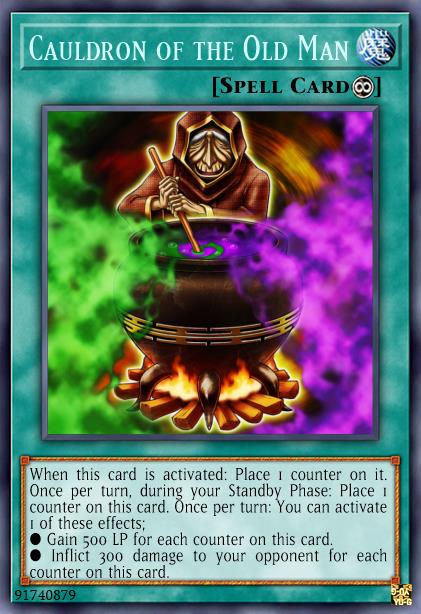 Cauldron of the Old Man
魔
[Spell Card∞]
When this card is activated: Place 1 counter on it.
Once per turn, during your Standby Phase: Place 1
counter on this card. Once per turn: You can activate
1 of these effects;
● Gain 500 LP for each counter on this card.
● Inflict 300 damage to your opponent for each
counter on this card.
91740879